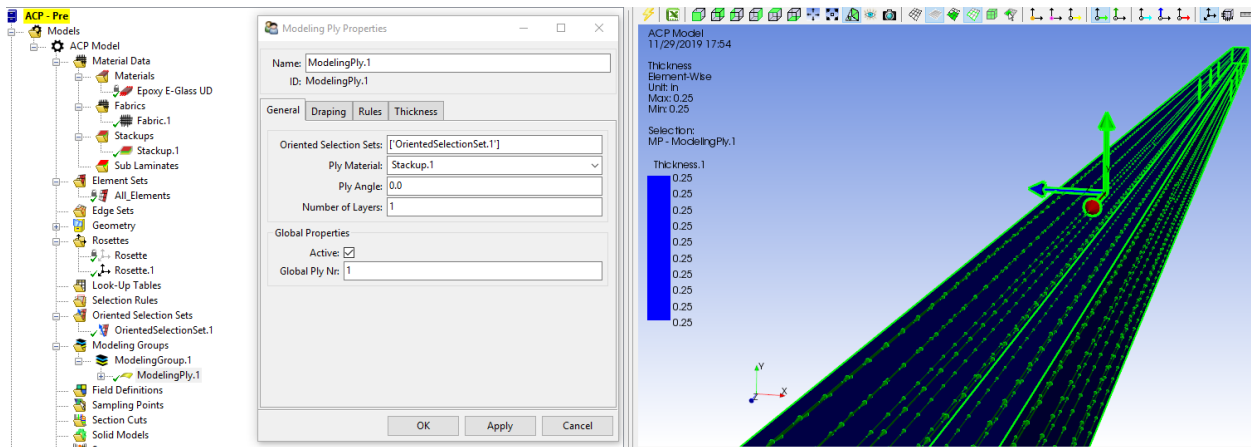 ACP - Pre
Models
ACP Model
Material Data
Materials
Epoxy E-Glass UD
Fabrics
Fabric.1
Stackups
Stackup.1
Sub Laminates
Element Sets
All_Elements
Edge Sets
Geometry
Rosettes
Rosette
Rosette.1
Look-Up Tables
Selection Rules
Oriented Selection Sets
OrientedSelectionSet.1
Modeling Groups
ModelingGroup.1
ModelingPly.1
Field Definitions
Sampling Points
Section Cuts
Solid Models
Modeling Ply Properties
Name: ModelingPly.1
ID: ModelingPly.1
General Draping Rules Thickness
Oriented Selection Sets: ['OrientedSelectionSet.1']
Ply Material: Stackup.1
Ply Angle: 0.0
Number of Layers: 1
Global Properties
Active:
Global Ply Nr: 1
OK Apply Cancel
ACP Model
11/29/2019 17:54
Thickness
Element-Wise
Unit: in
Max: 0.25
Min: 0.25
Selection:
MP - ModelingPly.1
Thickness.1
0.25
0.25
0.25
0.25
0.25
0.25
0.25
0.25
0.25
0.25
Y
X
Z